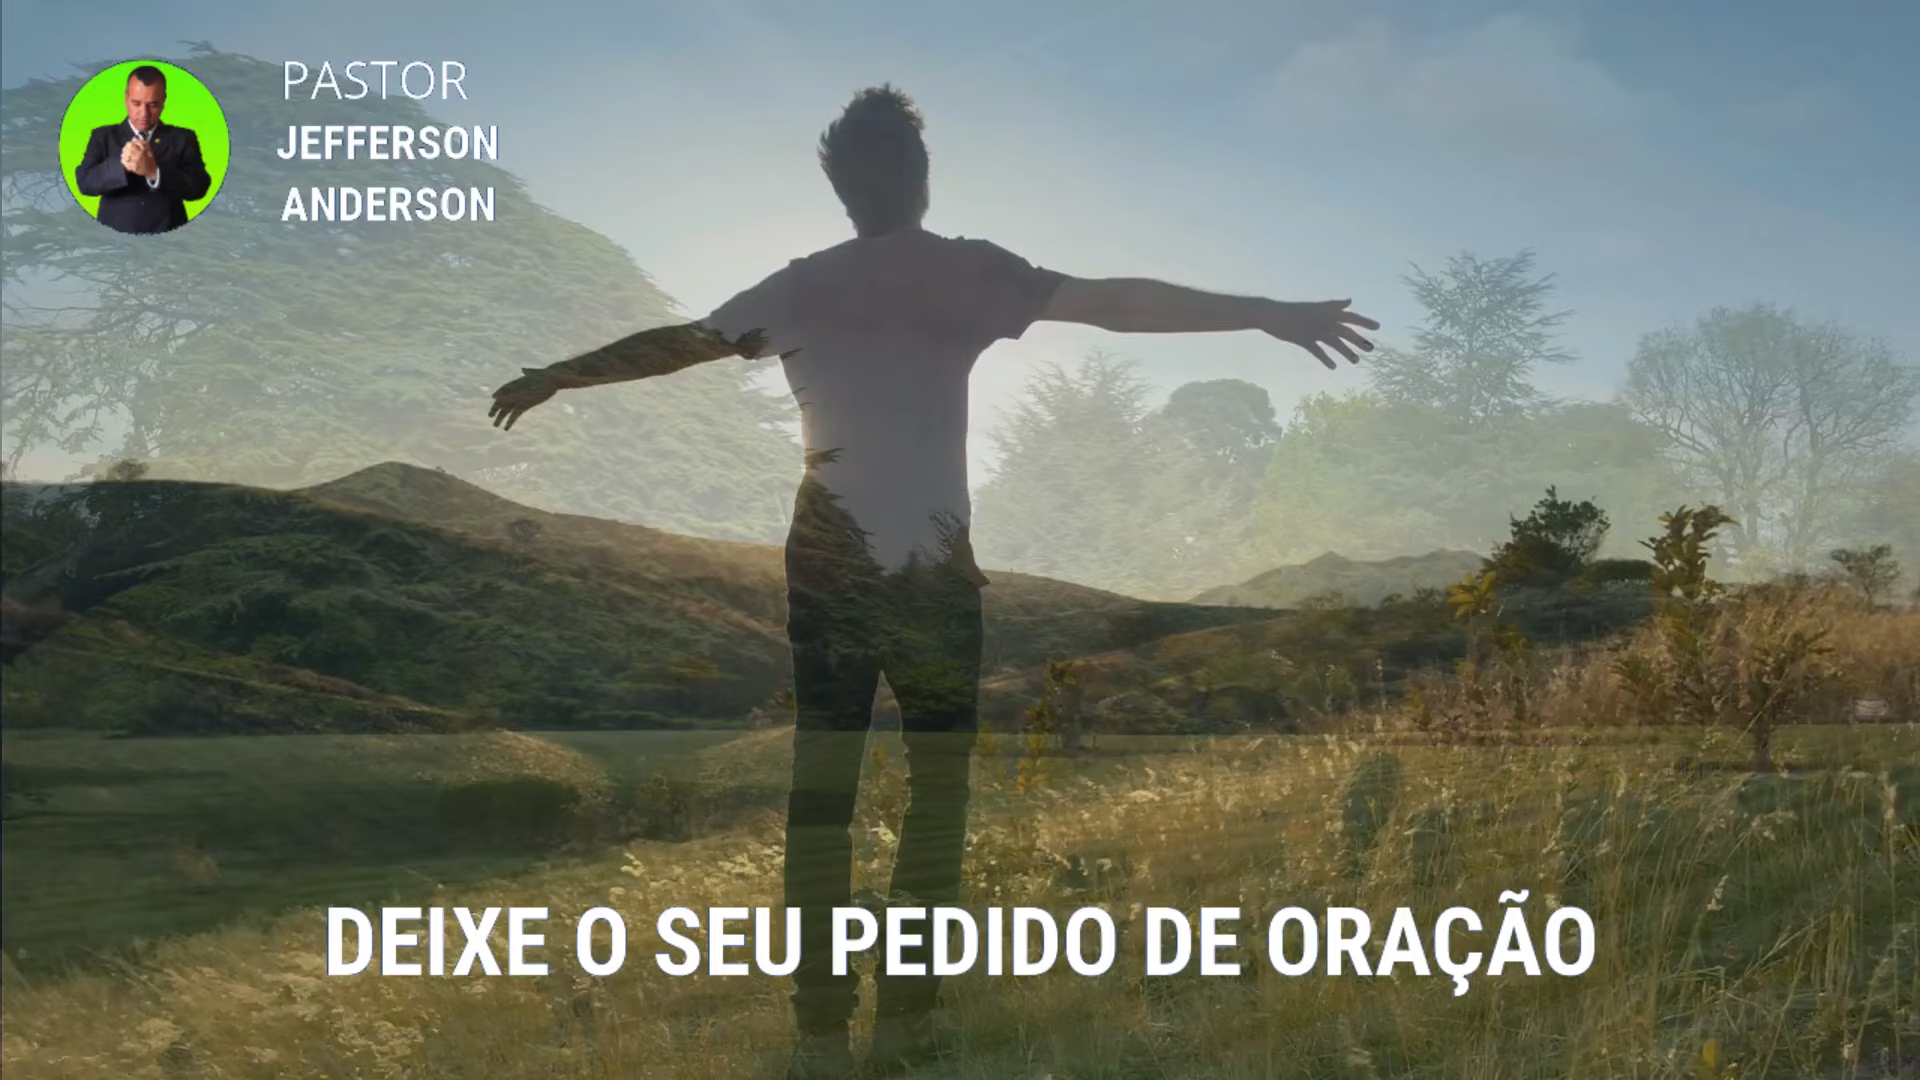 PASTOR
JEFFERSON
ANDERSON
DEIXE O SEU PEDIDO DE ORAÇÃO